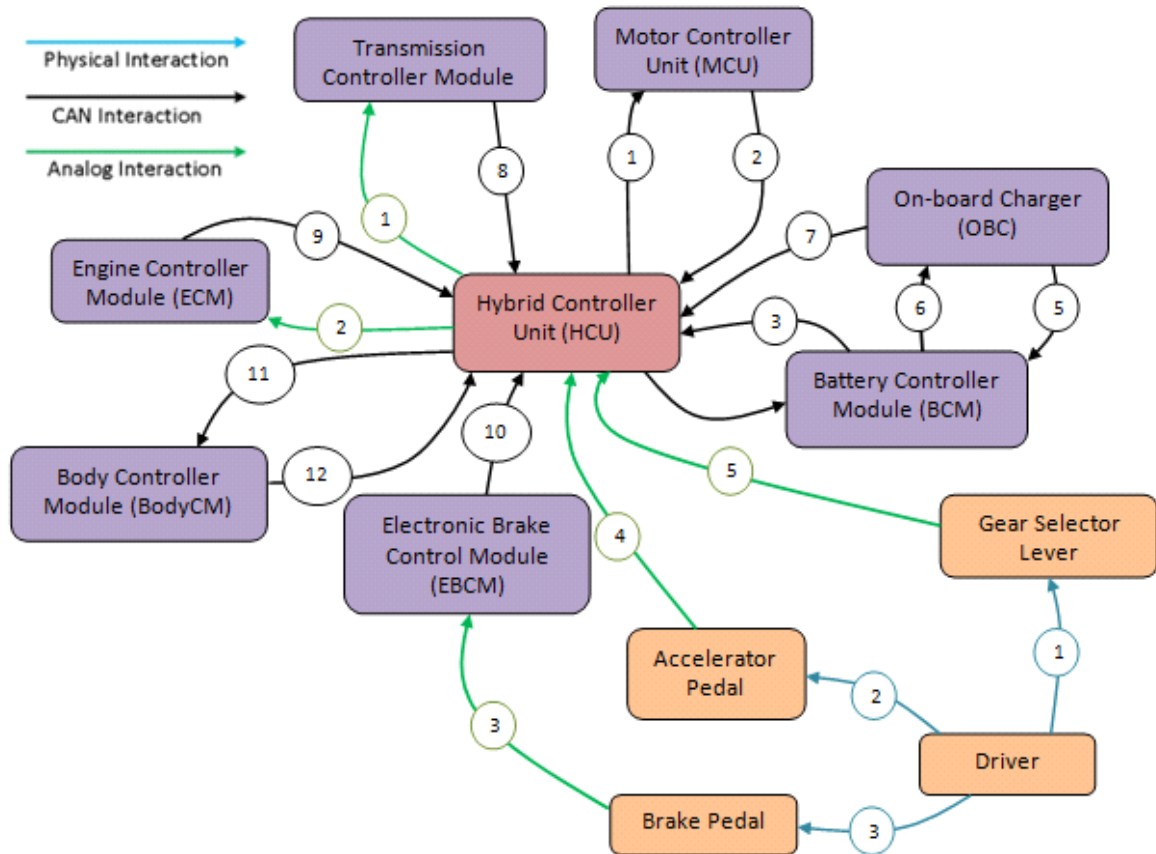 Physical Interaction
CAN Interaction
Analog Interaction
Transmission
Controller Module
Motor Controller
Unit (MCU)
8
1
2
1
On-board Charger
(OBC)
9
7
Engine Controller
Module (ECM)
Hybrid Controller
Unit (HCU)
2
3
6
5
11
Battery Controller
Module (BCM)
10
Body Controller
Module (BodyCM)
12
5
Electronic Brake
Control Module
(EBCM)
4
Gear Selector
Lever
Accelerator
Pedal
1
2
3
Driver
Brake Pedal
3